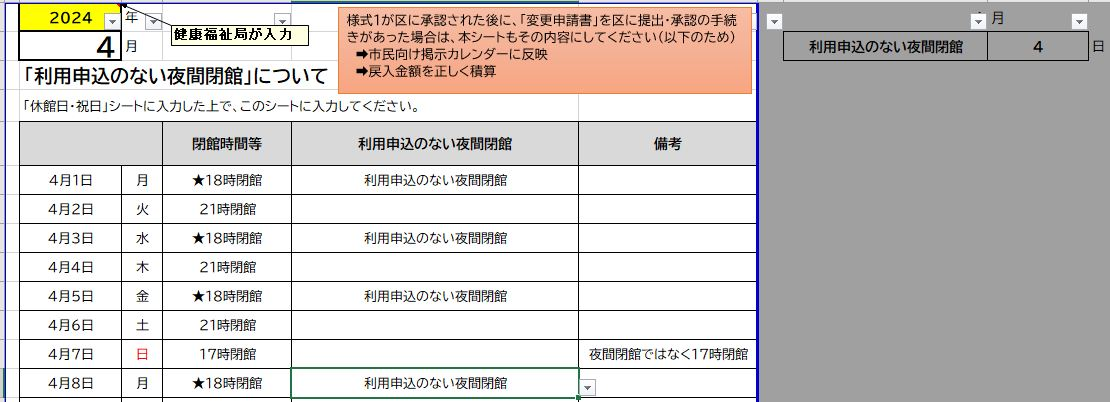 2024 年
健康福祉局が入力
4 月
様式1が区に承認された後に、「変更申請書」を区に提出・承認の手続
きがあった場合は、本シートもその内容にしてください（以下のため）
➡市民向け掲示カレンダーに反映
➡戻入金額を正しく積算
月
利用申込のない夜間閉館 4 日
「利用申込のない夜間閉館」について
「休館日・祝日」シートに入力した上で、このシートに入力してください。
閉館時間等 利用申込のない夜間閉館 備考
4月1日 月 ★18時閉館 利用申込のない夜間閉館
4月2日 火 21時閉館
4月3日 水 ★18時閉館 利用申込のない夜間閉館
4月4日 木 21時閉館
4月5日 金 ★18時閉館 利用申込のない夜間閉館
4月6日 土 21時閉館
4月7日 日 17時閉館 夜間閉館ではなく17時閉館
4月8日 月 ★18時閉館 利用申込のない夜間閉館